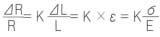 ΔR/R = K ΔL/L = K × ε = K σ/E